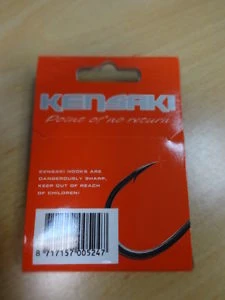 KENSAKI
Point of no return
KENSAKI HOOKS ARE
DANGEROUSLY SHARP,
KEEP OUT OF REACH
OF CHILDREN!
8 717157 005247